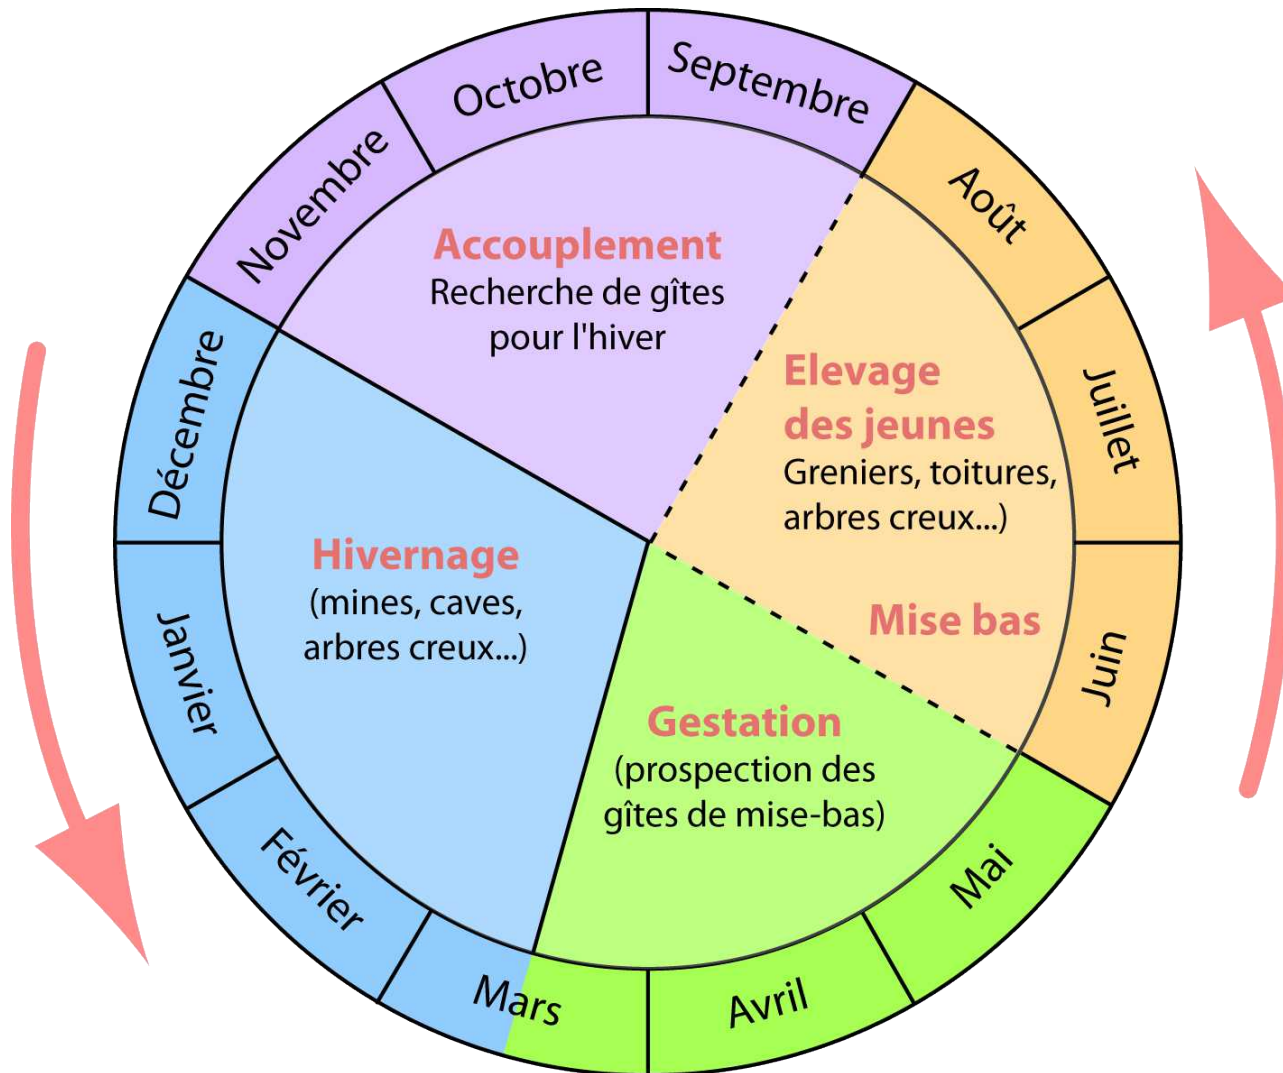 Septembre
Octobre
Novembre
Août
Accouplement
Recherche de gîtes
pour l'hiver
Décembre
Elevage
des jeunes
Greniers, toitures,
arbres creux...)
Juillet
Hivernage
(mines, caves,
arbres creux...)
Mise bas
Janvier
Juin
Gestation
(prospection des
gîtes de mise-bas)
Février
Mai
Mars
Avril